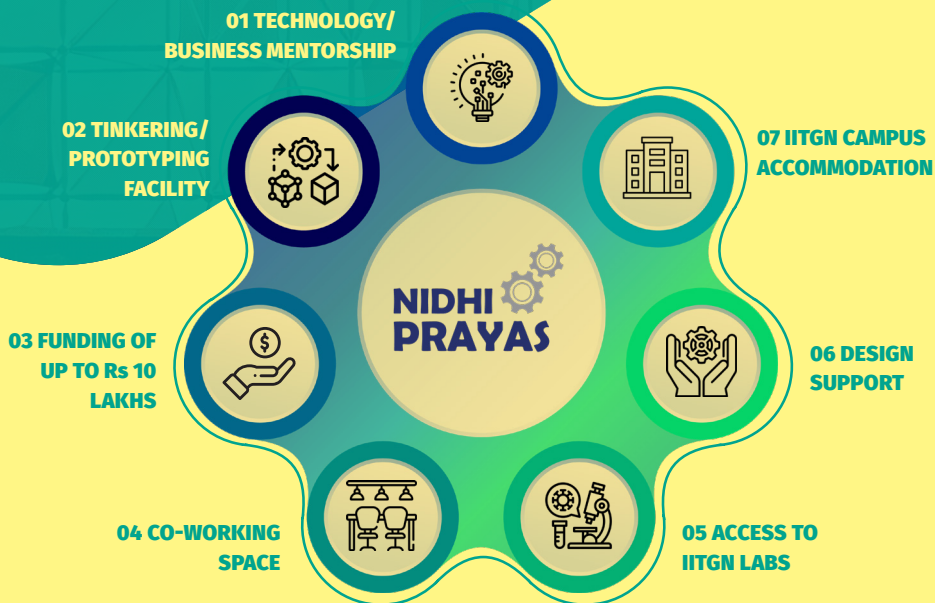 01 TECHNOLOGY/
BUSINESS MENTORSHIP
02 TINKERING/
PROTOTYPING
FACILITY
03 FUNDING OF
UP TO Rs 10
LAKHS
04 CO-WORKING
SPACE
05 ACCESS TO
IITGN LABS
06 DESIGN
SUPPORT
07 IITGN CAMPUS
ACCOMMODATION
NIDHI
PRAYAS
$